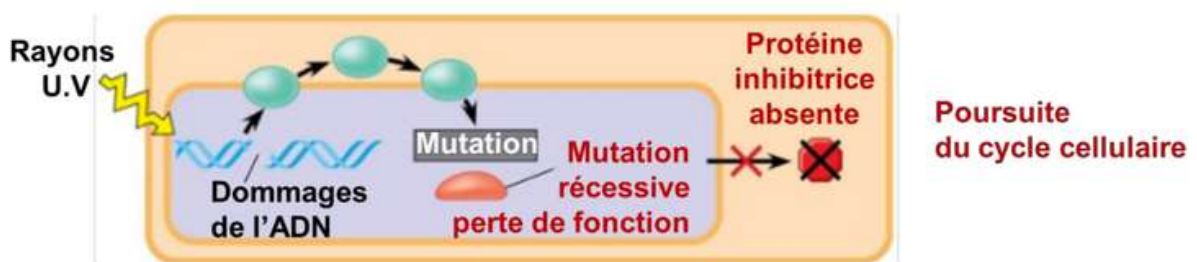 Rayons
U.V
Dommages
de l'ADN
Mutation
Mutation
récessive
perte de fonction
Protéine
inhibitrice
absente
Poursuite
du cycle cellulaire